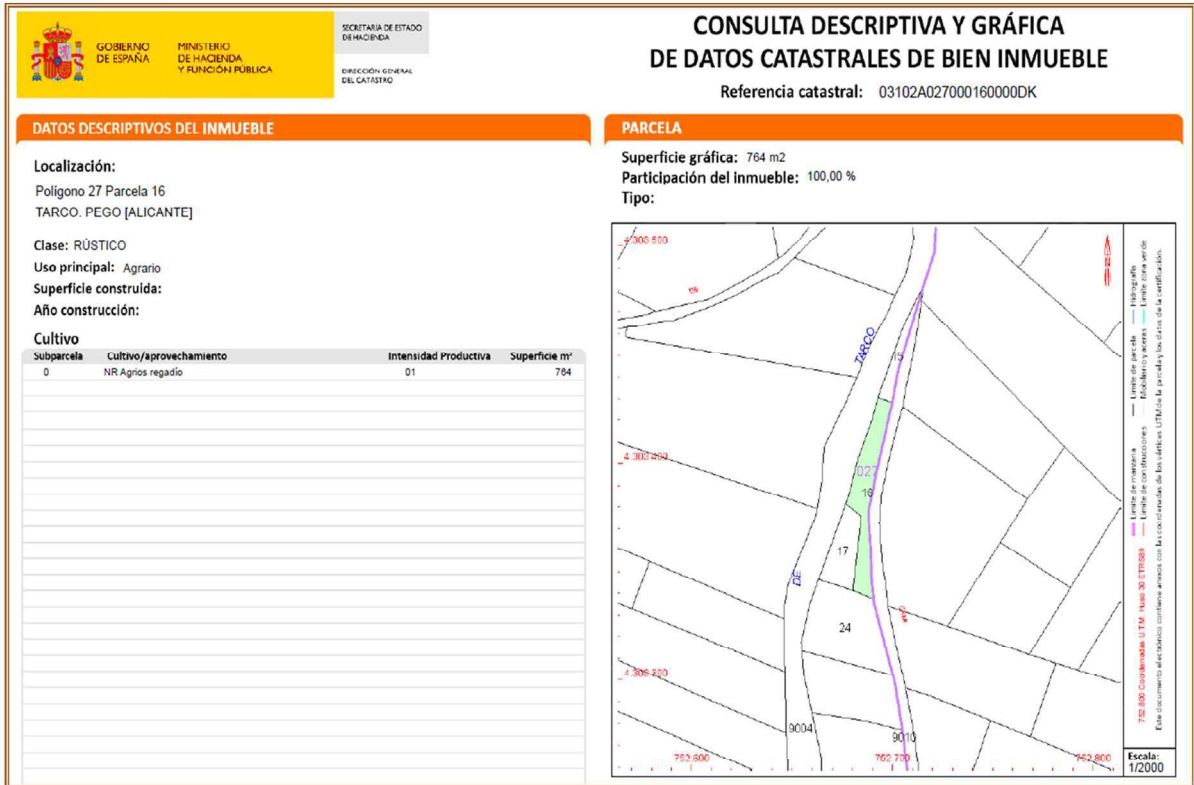 GOBIERNO
DE ESPAÑA
MINISTERIO
DE HACIENDA
Y FUNCIÓN PÚBLICA
SECRETARÍA DE ESTADO
DE HACIENDA
DIRECCIÓN GENERAL
DEL CATASTRO
CONSULTA DESCRIPTIVA Y GRÁFICA
DE DATOS CATASTRALES DE BIEN INMUEBLE
Referencia catastral: 03102A027000160000DK
DATOS DESCRIPTIVOS DEL INMUEBLE
Localización:
Polígono 27 Parcela 16
TARCO. PEGO [ALICANTE]
Clase: RÚSTICO
Uso principal: Agrario
Superficie construida:
Año construcción:
Cultivo
Subparcela Cultivo/aprovechamiento Intensidad Productiva Superficie m²
0 NR Agrios regadío 01 764
PARCELA
Superficie gráfica: 764 m2
Participación del inmueble: 100,00 %
Tipo:
4.303.500
DE
TARCO
15
4.303.400
027
16
17
DE
24
4.303.300
9004
9010
752.600
752.700
752.800
Límite de manzana
Límite de parcela
Hidrografía
Límite de construcciones
Mobiliario y aceras
Límite zona verde
752.800 Coordenadas U.T.M. Huso 30 ETRS89
Este documento electrónico contiene anexos con las coordenadas de los vértices UTM de la parcela y los datos de la certificación.
Escala:
1/2000